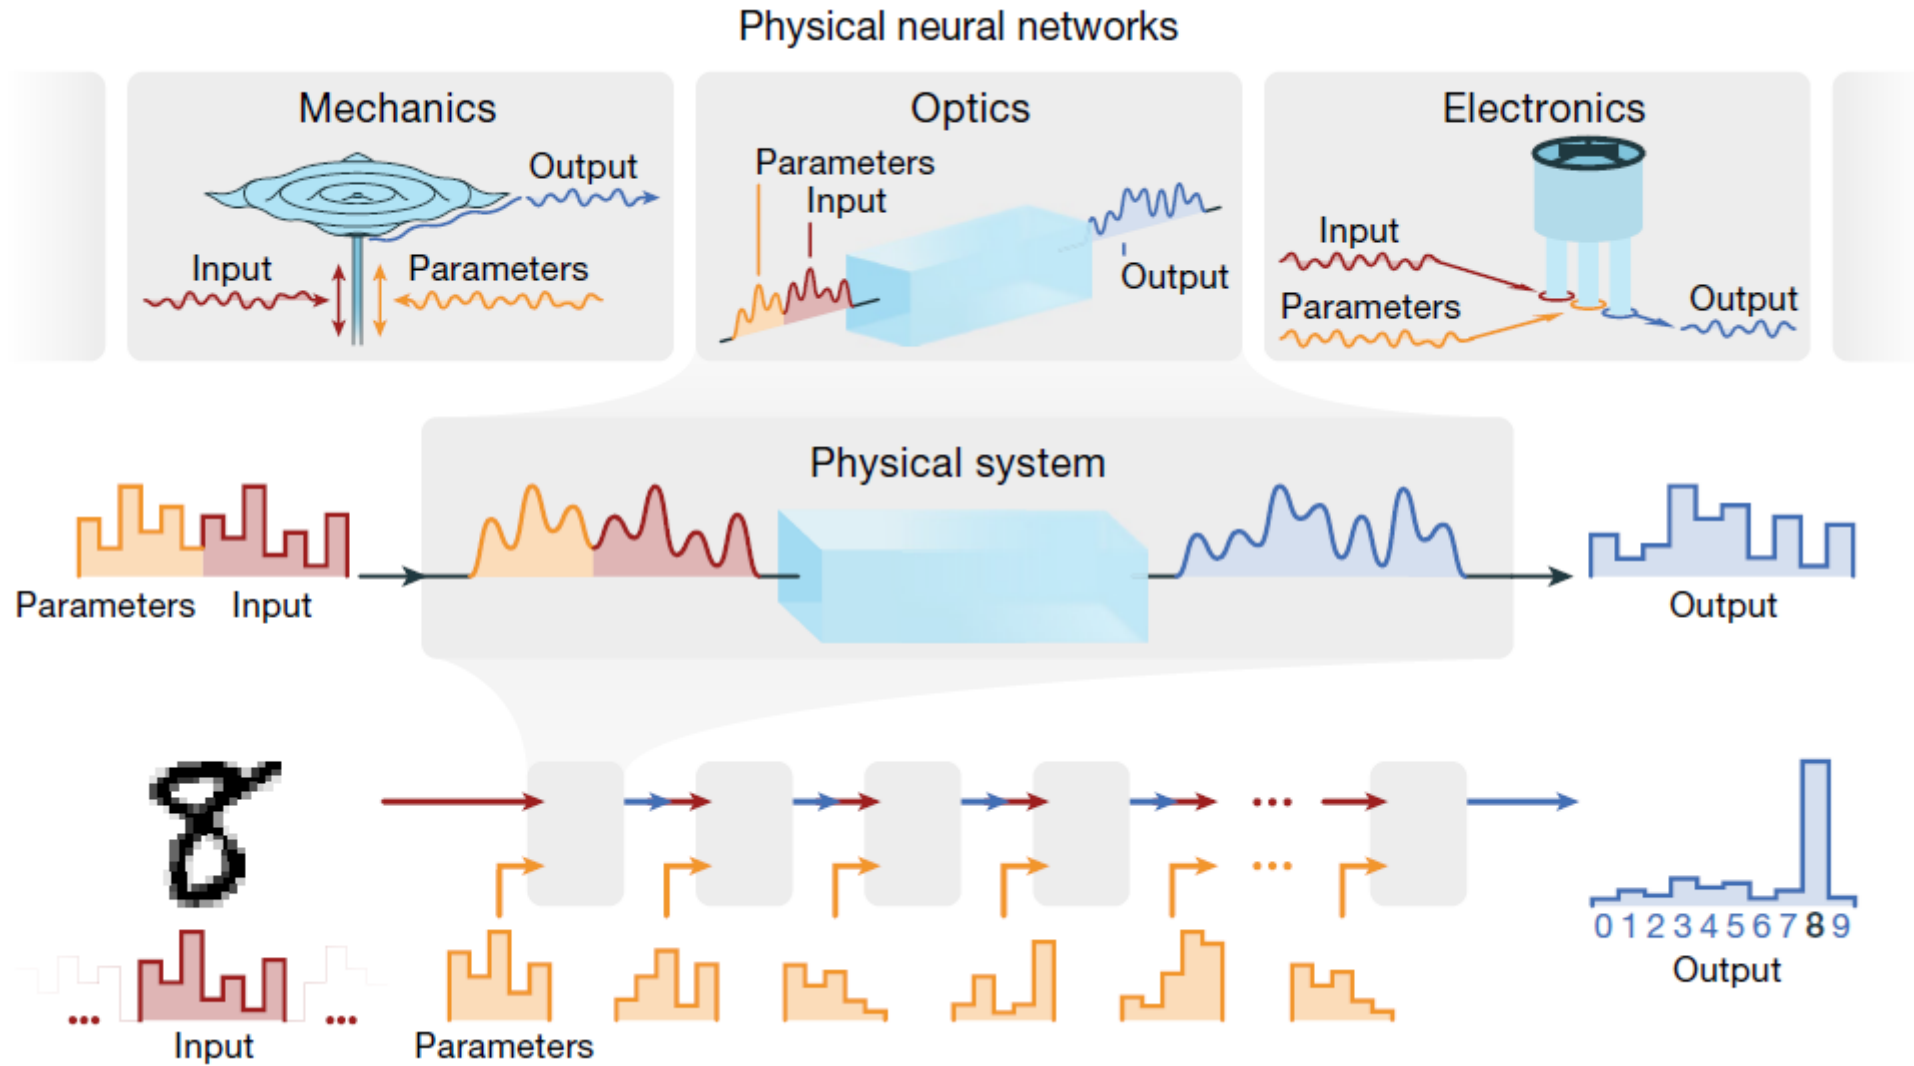 Physical neural networks
Mechanics
Output
Input
Parameters
Optics
Parameters
Input
Output
Electronics
Input
Parameters
Output
Physical system
Parameters
Input
Output
8
0 1 2 3 4 5 6 7 8 9
Output
Input
Parameters